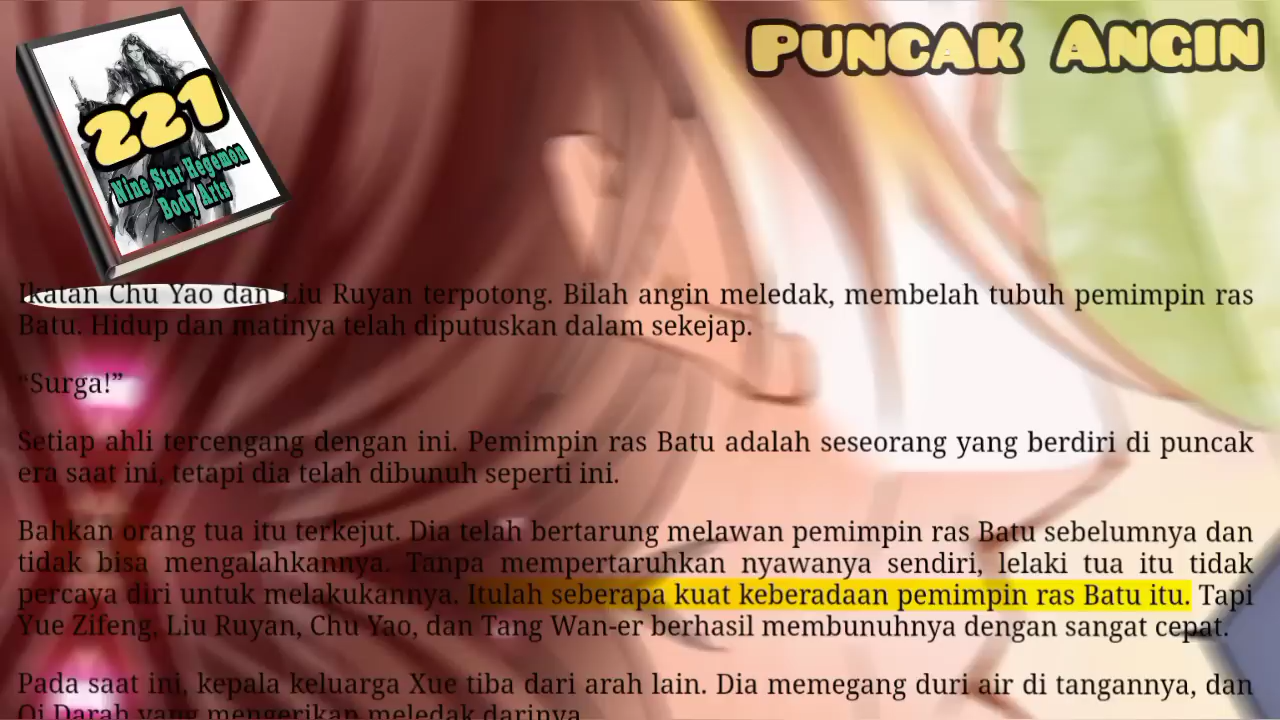 Puncak Angin
221
Nine Star Hegemon
Body Arts
Ikatan Chu Yao dan Liu Ruyan terpotong. Bilah angin meledak, membelah tubuh pemimpin ras
Batu. Hidup dan matinya telah diputuskan dalam sekejap.
“Surga!”
Setiap ahli tercengang dengan ini. Pemimpin ras Batu adalah seseorang yang berdiri di puncak
era saat ini, tetapi dia telah dibunuh seperti ini.
Bahkan orang tua itu terkejut. Dia telah bertarung melawan pemimpin ras Batu sebelumnya dan
tidak bisa mengalahkannya. Tanpa mempertaruhkan nyawanya sendiri, lelaki tua itu tidak
percaya diri untuk melakukannya. Itulah seberapa kuat keberadaan pemimpin ras Batu itu. Tapi
Yue Zifeng, Liu Ruyan, Chu Yao, dan Tang Wan-er berhasil membunuhnya dengan sangat cepat.
Pada saat ini, kepala keluarga Xue tiba dari arah lain. Dia memegang duri air di tangannya, dan
Qi Darah yang mengerikan meledak darinya.